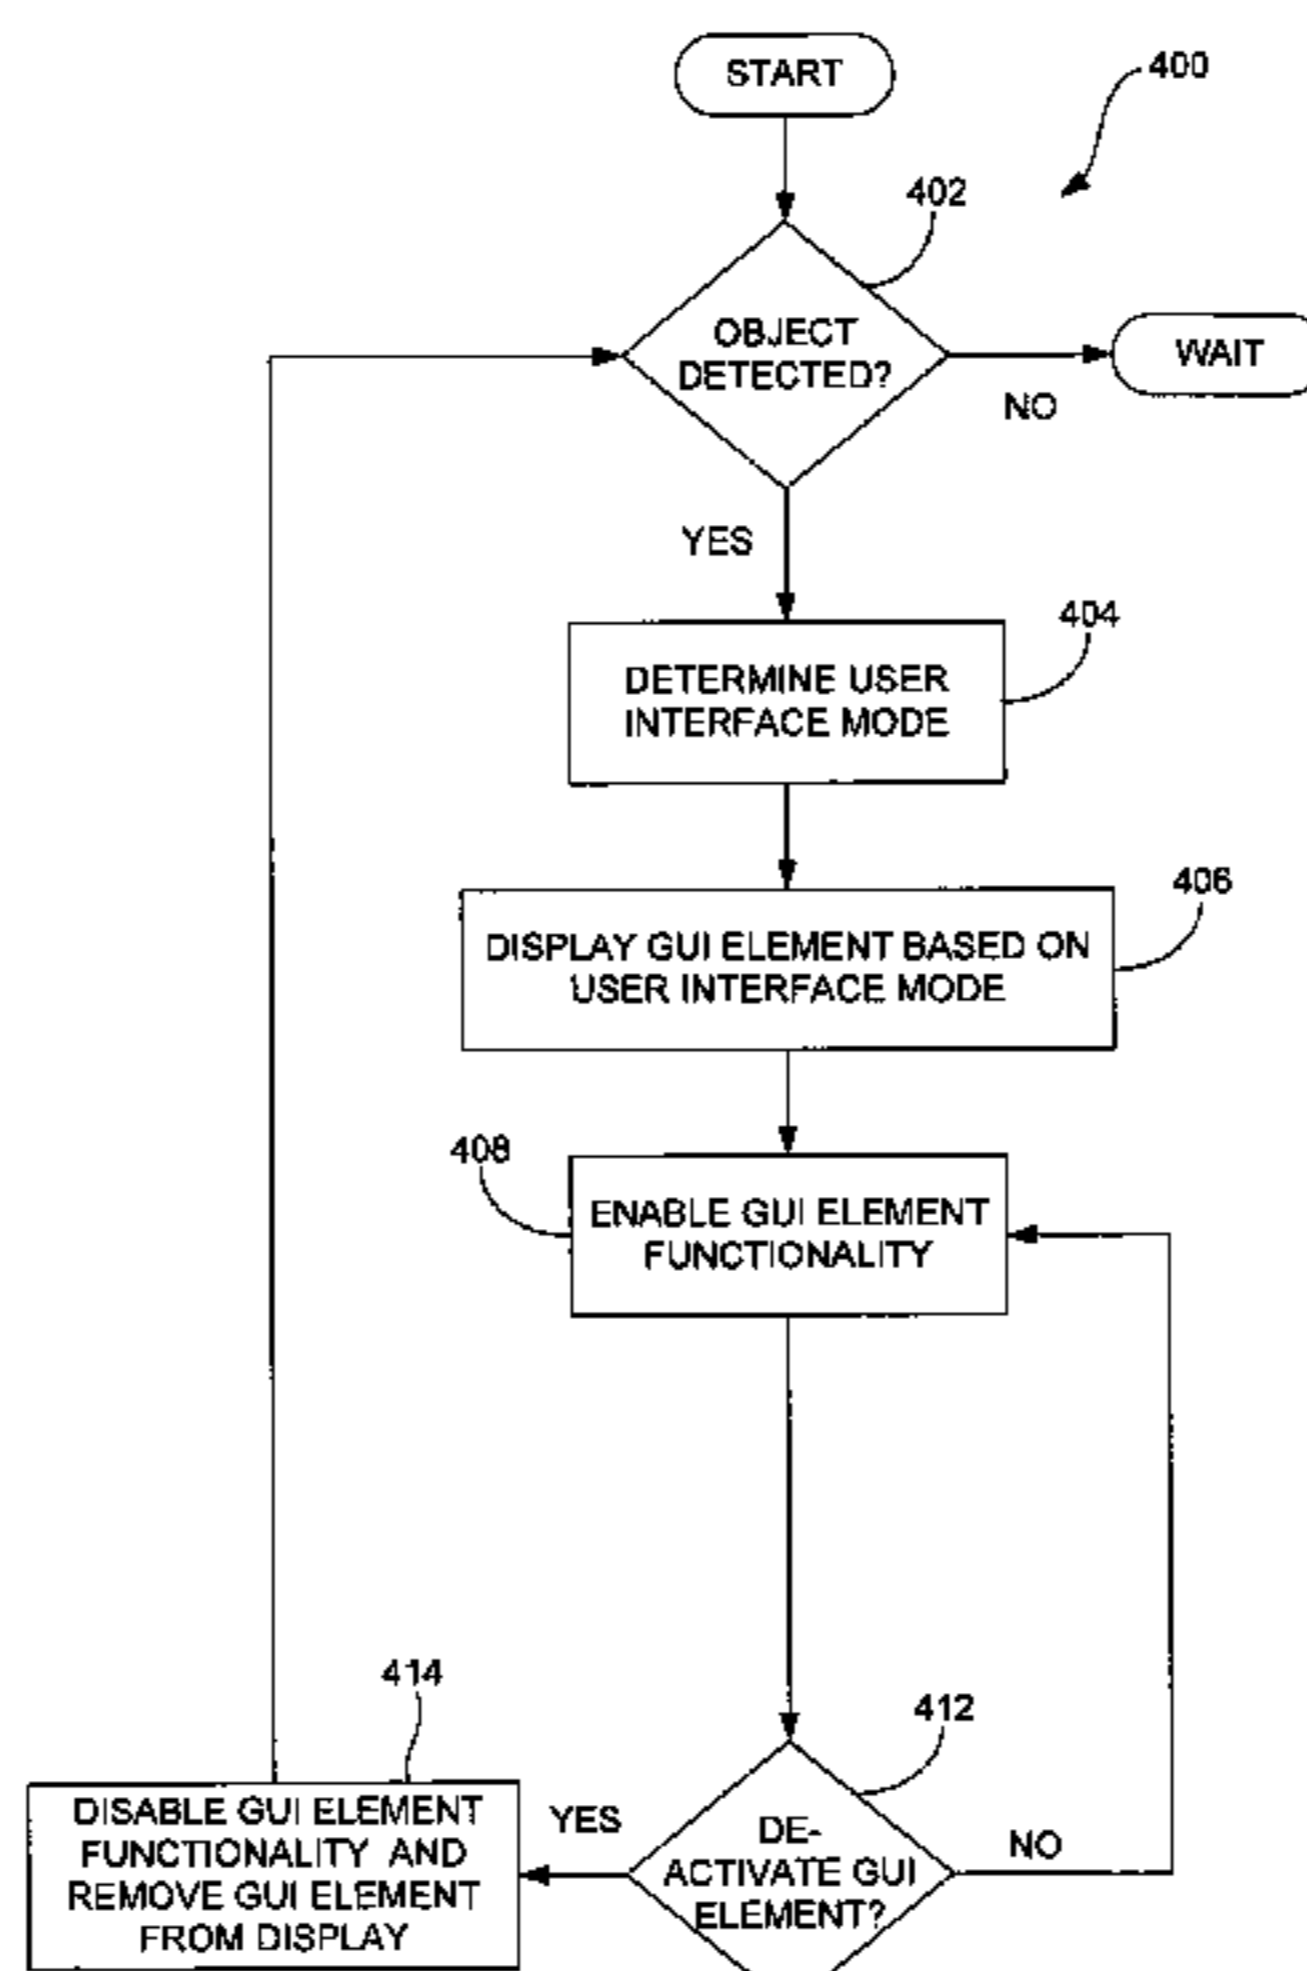 START
400
402
OBJECT
DETECTED?
WAIT
NO
YES
404
DETERMINE USER
INTERFACE MODE
406
DISPLAY GUI ELEMENT BASED ON
USER INTERFACE MODE
408
ENABLE GUI ELEMENT
FUNCTIONALITY
414
412
DISABLE GUI ELEMENT
FUNCTIONALITY AND
REMOVE GUI ELEMENT
FROM DISPLAY
YES
DE-
ACTIVATE GUI
ELEMENT?
NO